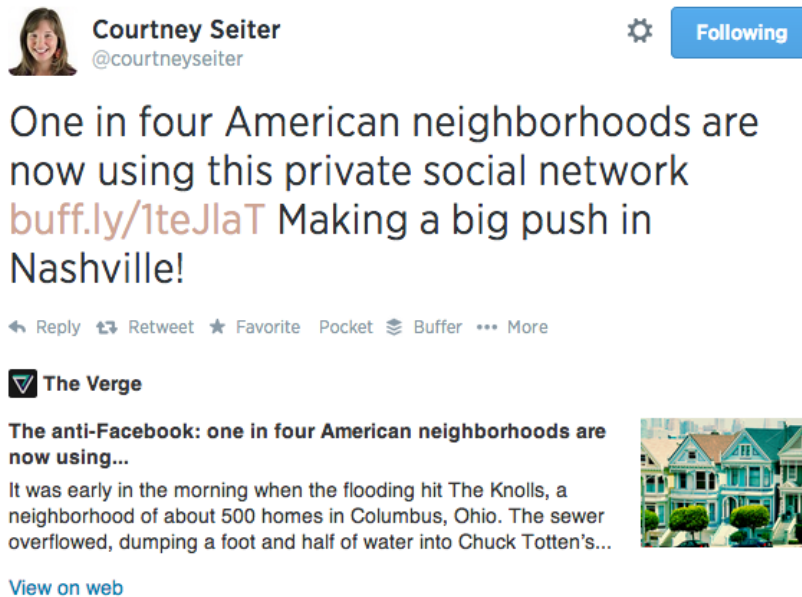 Courtney Seiter
@courtneyseiter
Following
One in four American neighborhoods are
now using this private social network
buff.ly/1teJlaT Making a big push in
Nashville!
Reply Retweet Favorite Pocket Buffer More
The Verge
The anti-Facebook: one in four American neighborhoods are
now using...
It was early in the morning when the flooding hit The Knolls, a
neighborhood of about 500 homes in Columbus, Ohio. The sewer
overflowed, dumping a foot and half of water into Chuck Totten's...
View on web